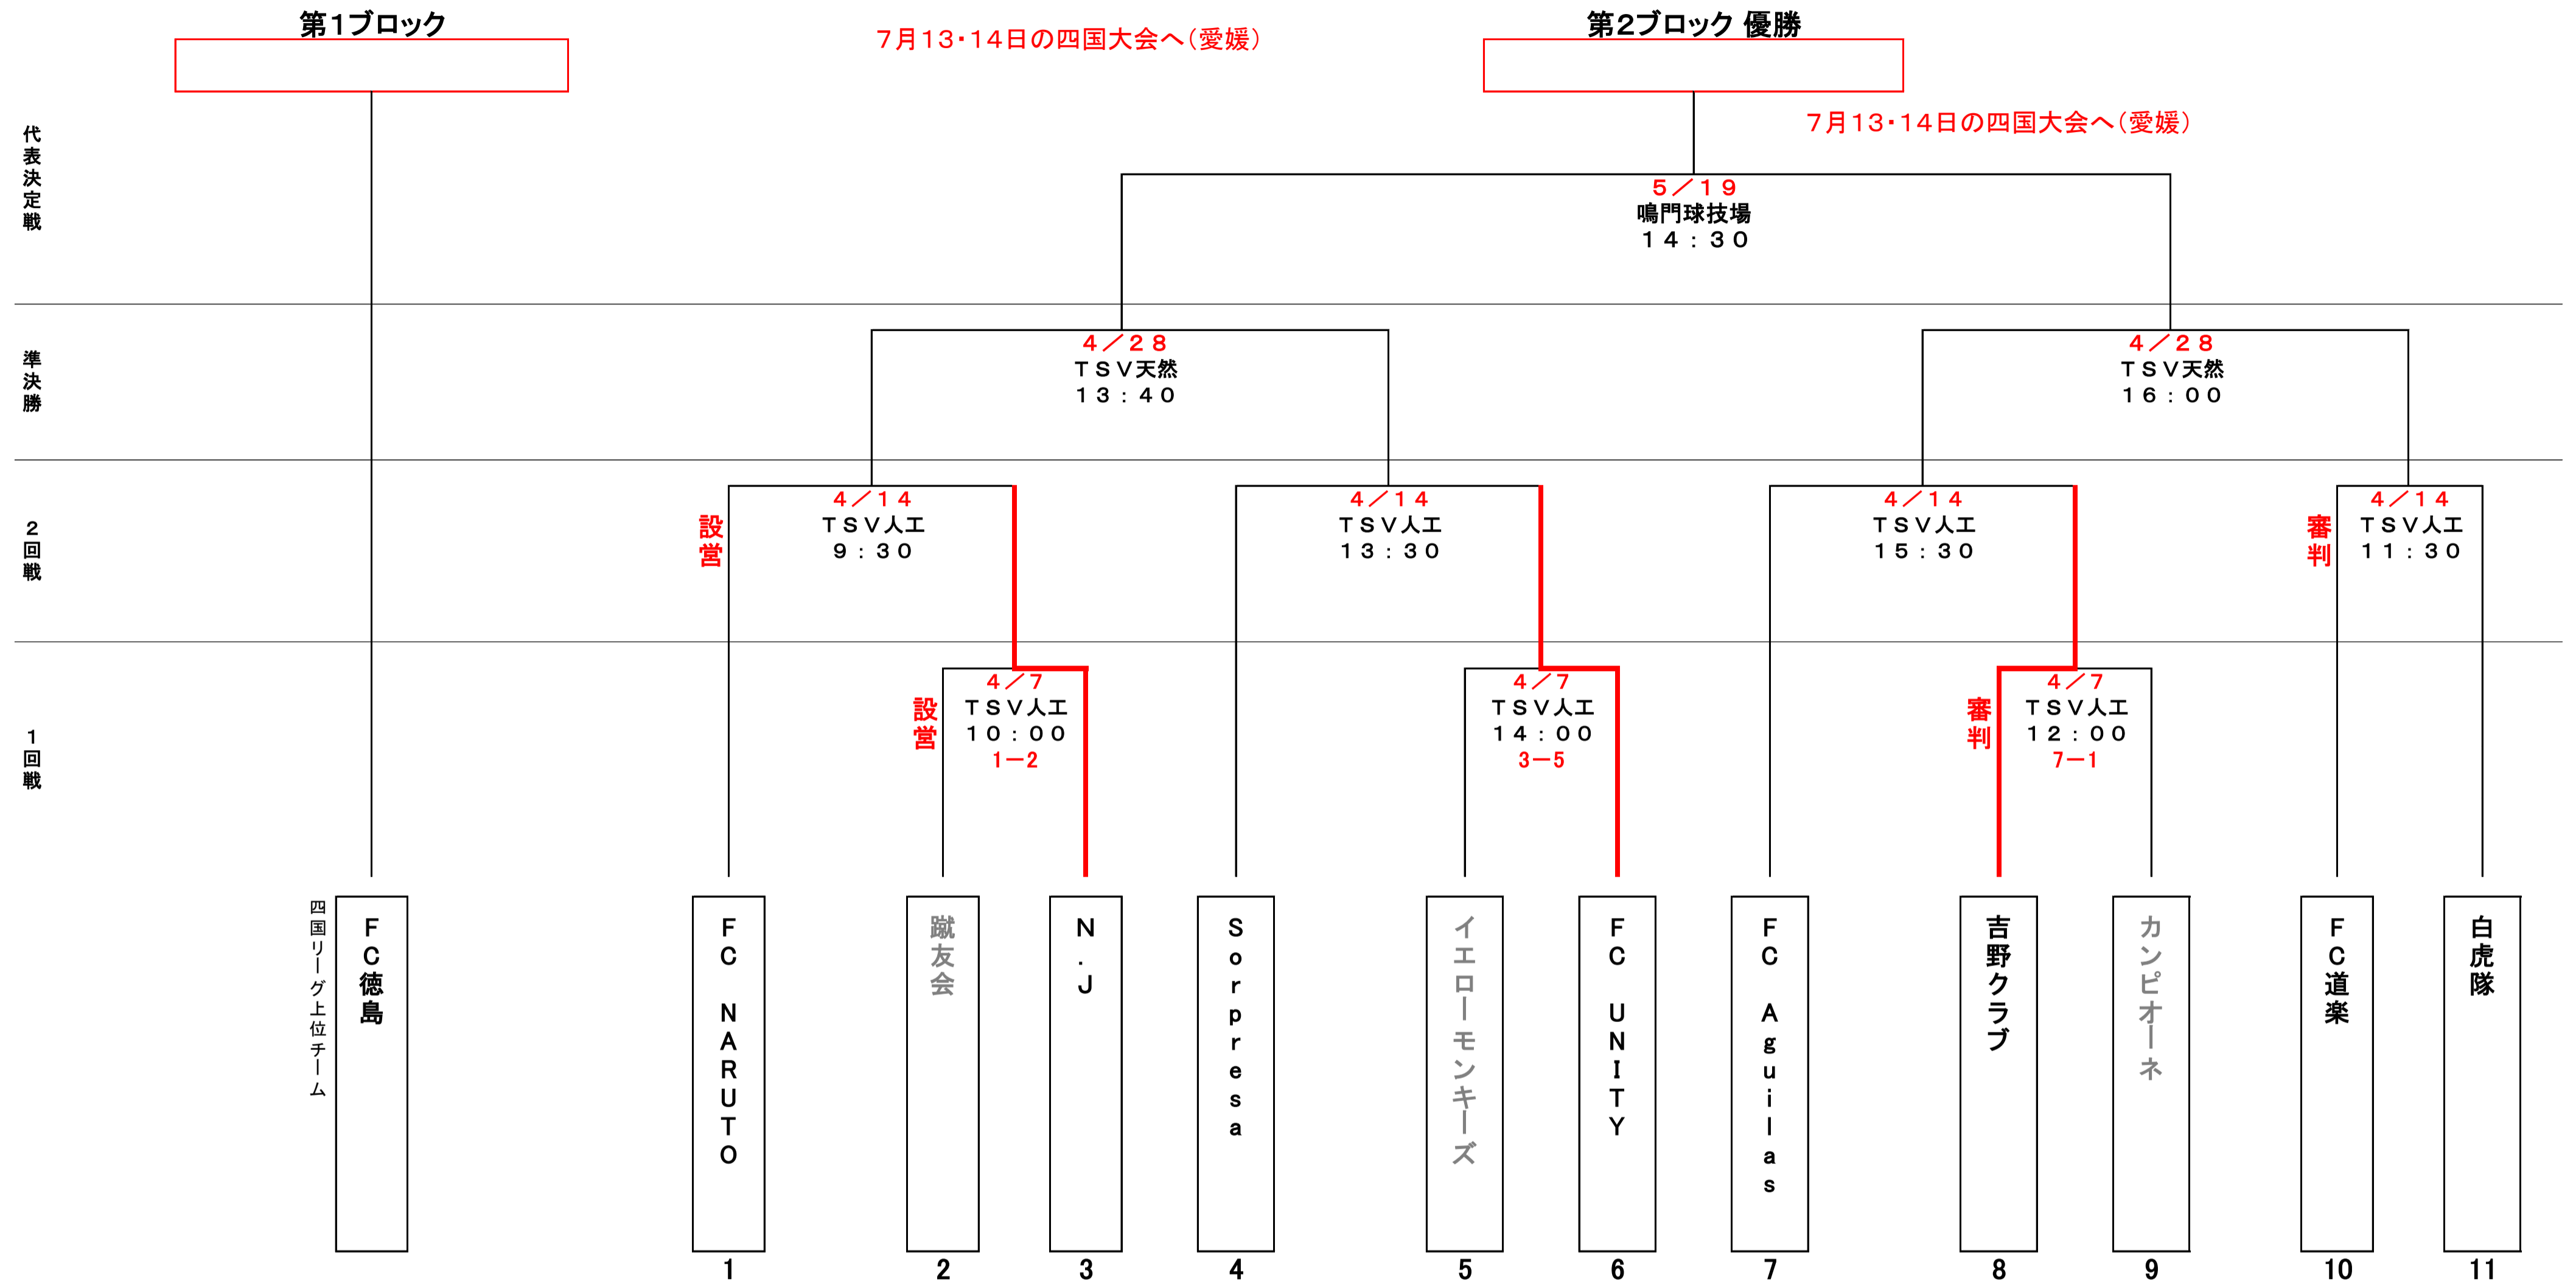 第1ブロック
第2ブロック 優勝
7月13・14日の四国大会へ（愛媛）
7月13・14日の四国大会へ（愛媛）
代表決定戦
5／19
鳴門球技場
14：30
準決勝
4／28
TSV天然
13：40
4／28
TSV天然
16：00
2回戦
設営
4／14
TSV人工
9：30
4／14
TSV人工
13：30
4／14
TSV人工
15：30
審判
4／14
TSV人工
11：30
1回戦
設営
4／7
TSV人工
10：00
1－2
4／7
TSV人工
14：00
3－5
審判
4／7
TSV人工
12：00
7－1
四国リーグ上位チーム
FC徳島
FC NARUTO
蹴友会
N.J
Sorpresa
イエローモンキーズ
FC UNITY
FC Aguilas
吉野クラブ
カンピオーネ
FC道楽
白虎隊
1
2
3
4
5
6
7
8
9
10
11